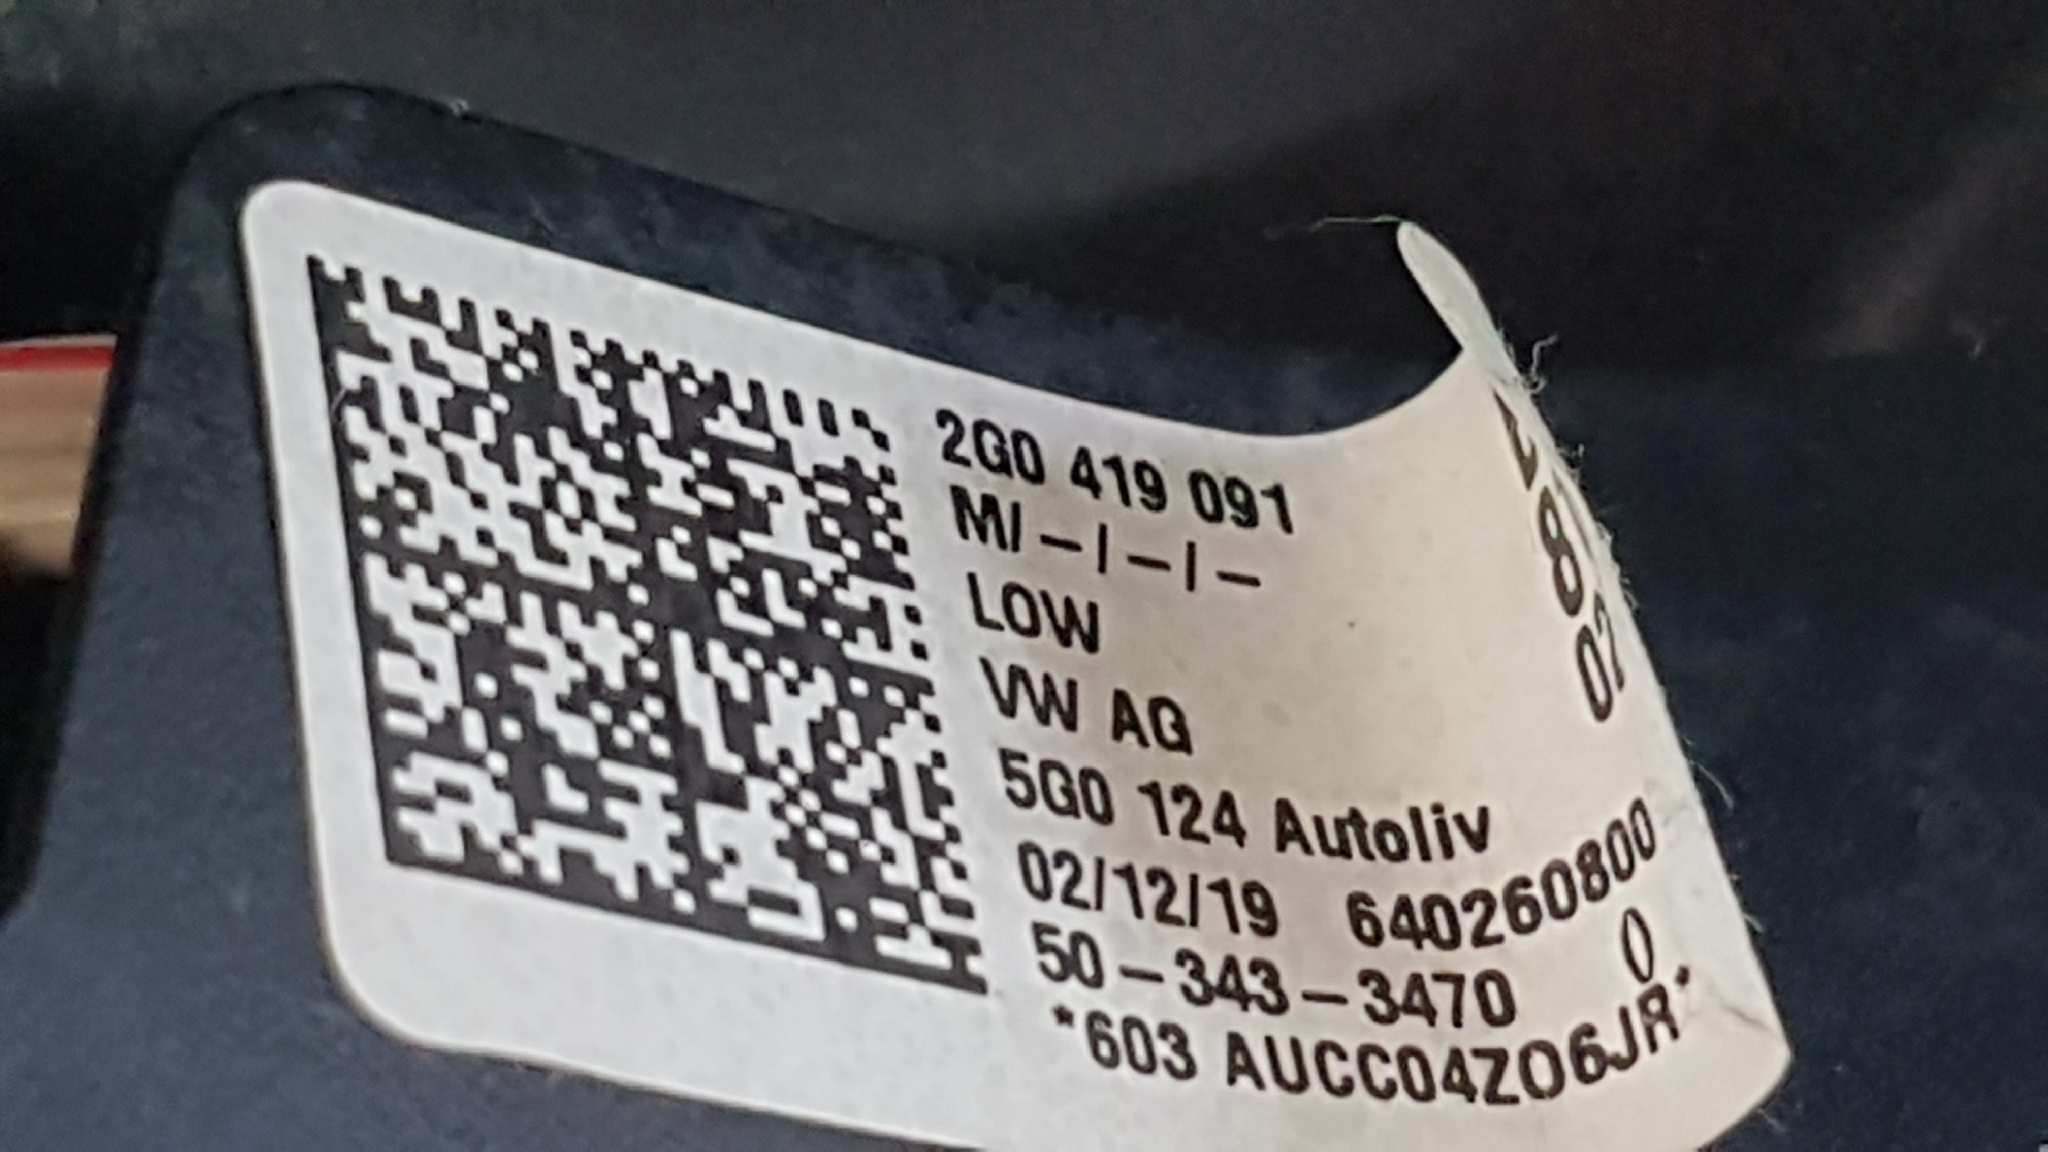 2G0 419 091
M/-/-/-
LOW
VW AG
5G0 124 Autoliv
02/12/19 640260800
50-343-3470 0
*603 AUCC04ZO6JR*